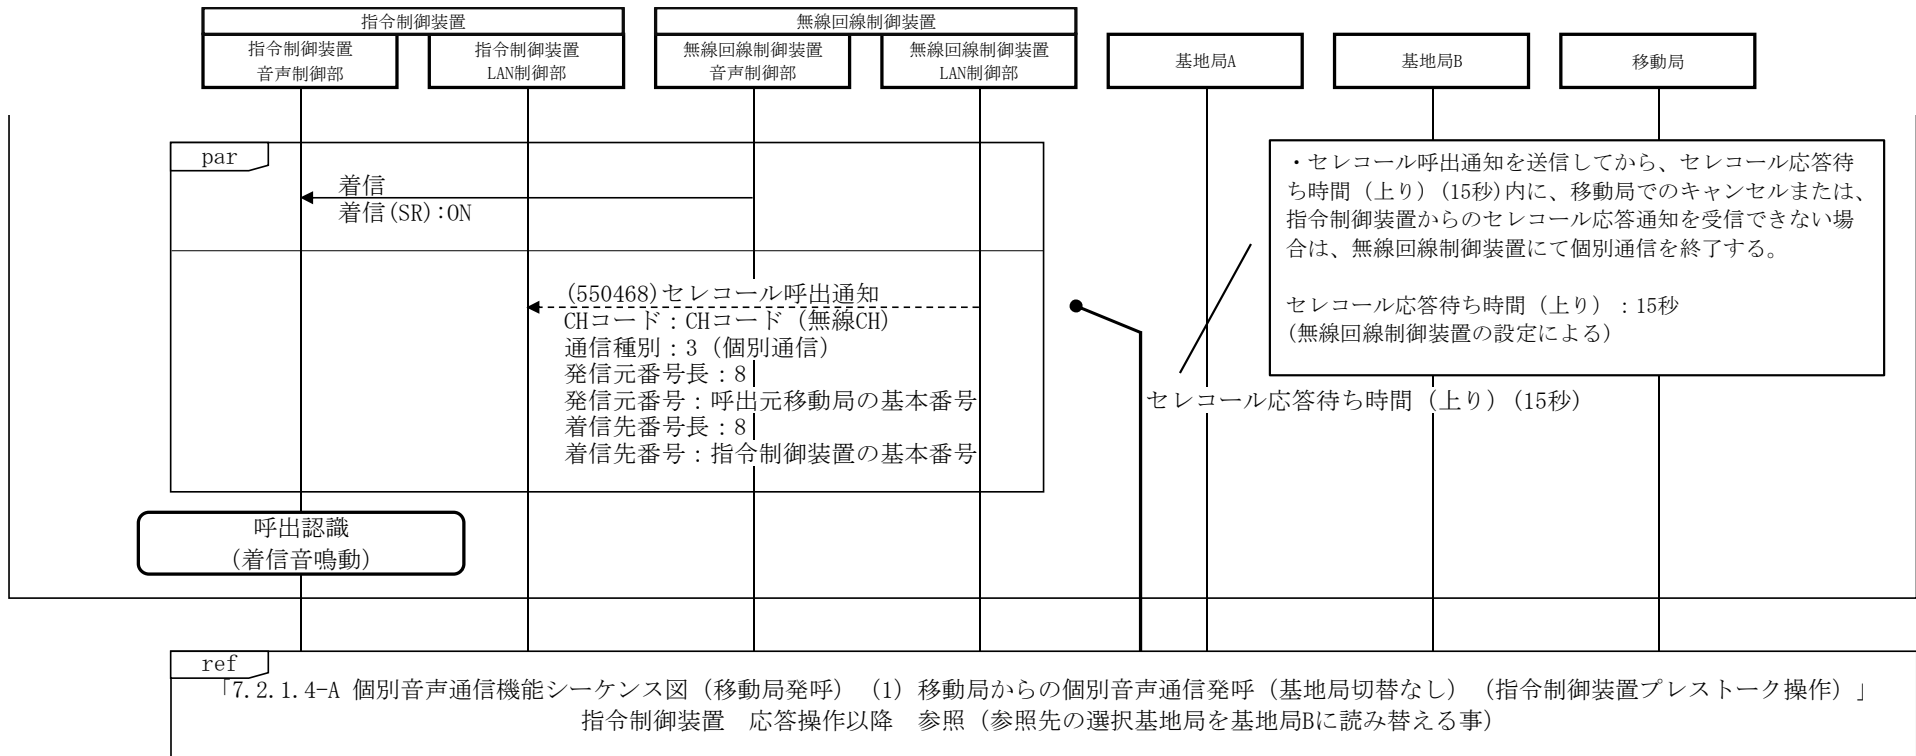 指令制御装置
無線回線制御装置
指令制御装置
音声制御部
指令制御装置
LAN制御部
無線回線制御装置
音声制御部
無線回線制御装置
LAN制御部
基地局A
基地局B
移動局
par
着信
着信(SR):ON
・セレコール呼出通知を送信してから、セレコール応答待
ち時間（上り）(15秒)内に、移動局でのキャンセルまたは、
指令制御装置からのセレコール応答通知を受信できない場
合は、無線回線制御装置にて個別通信を終了する。
セレコール応答待ち時間（上り）：15秒
(無線回線制御装置の設定による)
(550468)セレコール呼出通知
CHコード：CHコード（無線CH）
通信種別：3（個別通信）
発信元番号長：8
発信元番号：呼出元移動局の基本番号
着信先番号長：8
着信先番号：指令制御装置の基本番号
セレコール応答待ち時間（上り）(15秒)
呼出認識
(着信音鳴動)
ref
「7.2.1.4-A 個別音声通信機能シーケンス図（移動局発呼）（1）移動局からの個別音声通信発呼（基地局切替なし）（指令制御装置プレストーク操作）」
指令制御装置　応答操作以降　参照（参照先の選択基地局を基地局Bに読み替える事）